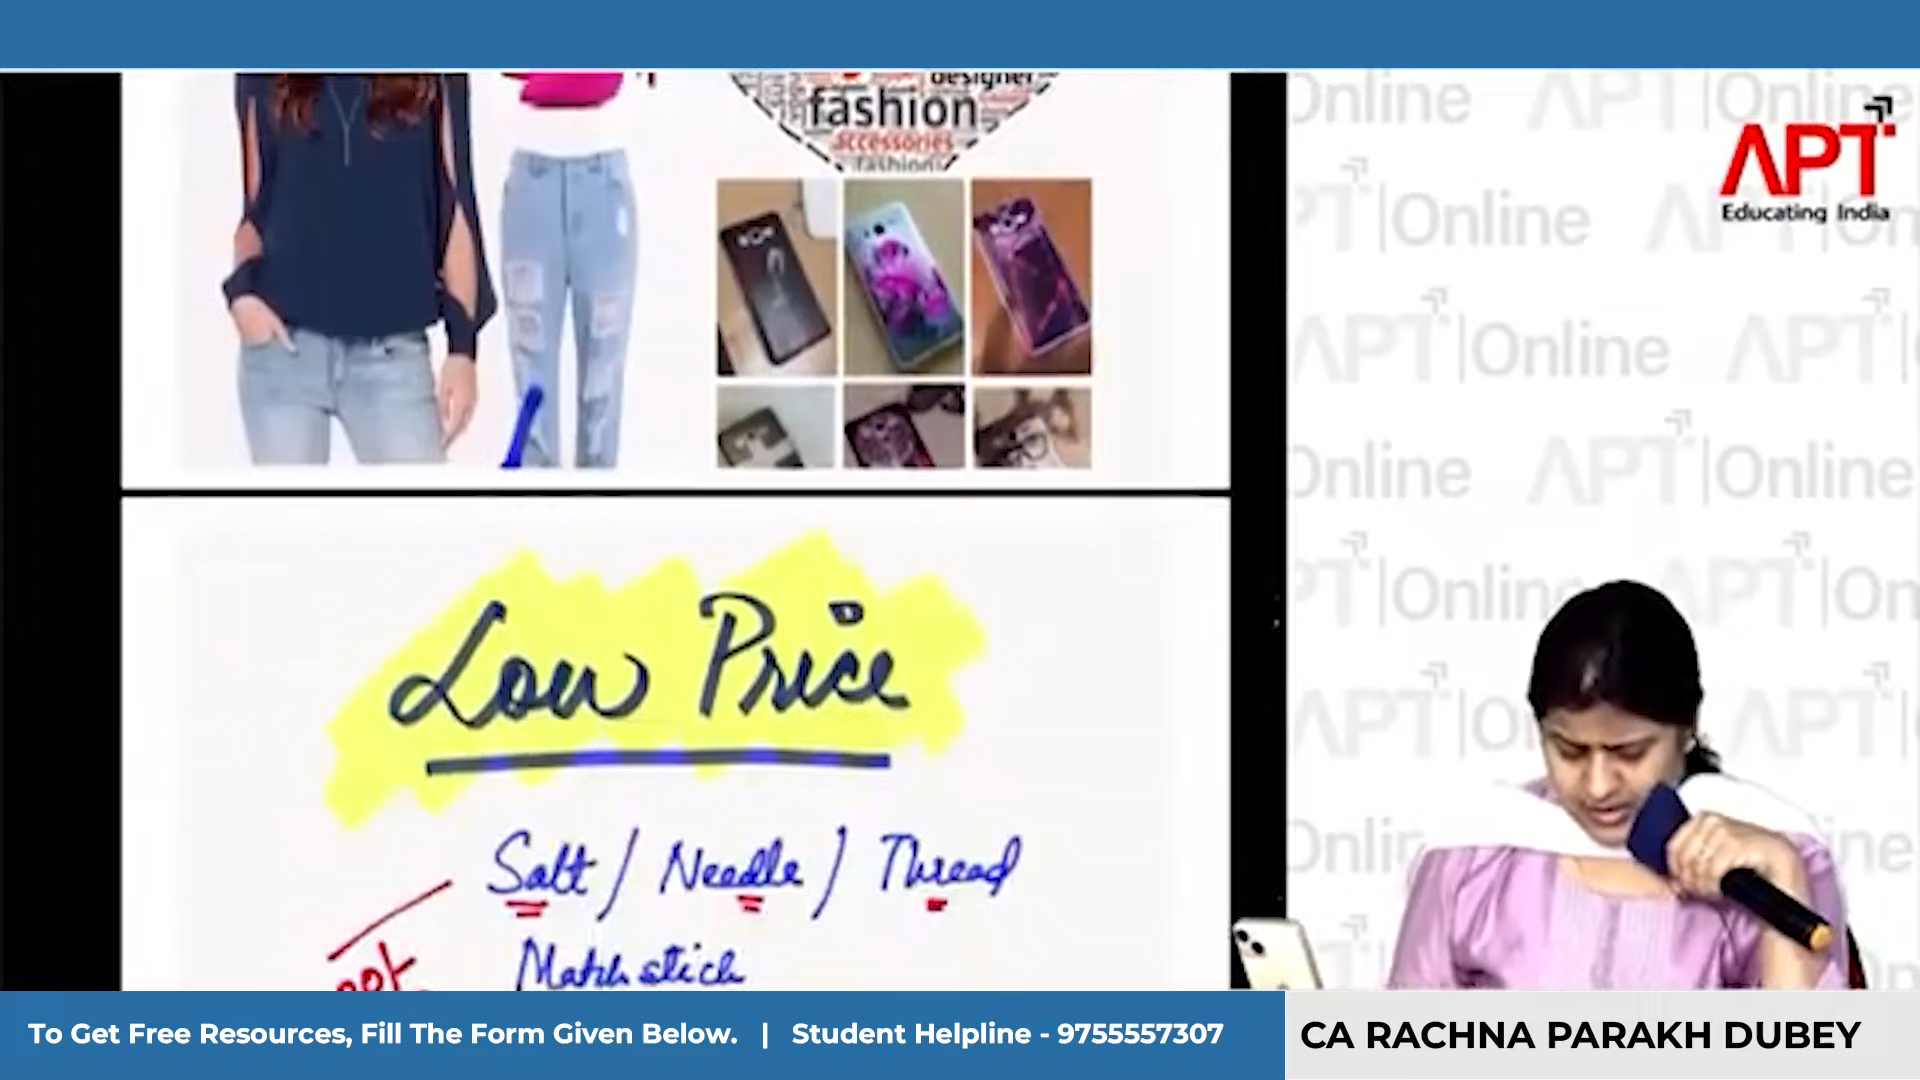 designer
fashion
accessories
fashion
Low Price
Salt / Needle / Thread
Match stick
not
APT
Educating India
APT|Online
To Get Free Resources, Fill The Form Given Below. | Student Helpline - 9755557307
CA RACHNA PARAKH DUBEY